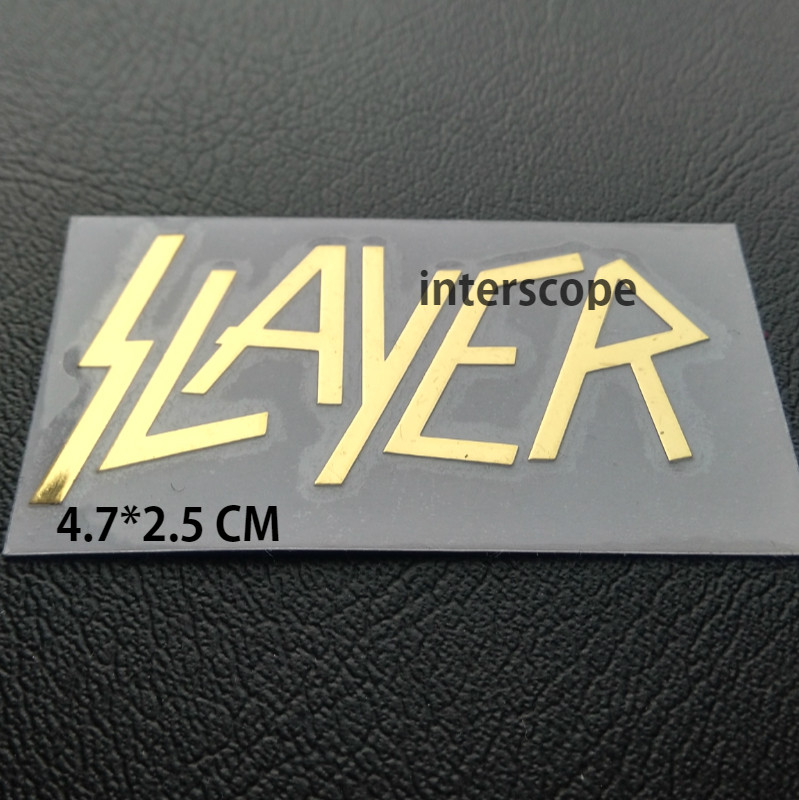 SLAYER
interscope
4.7*2.5 CM